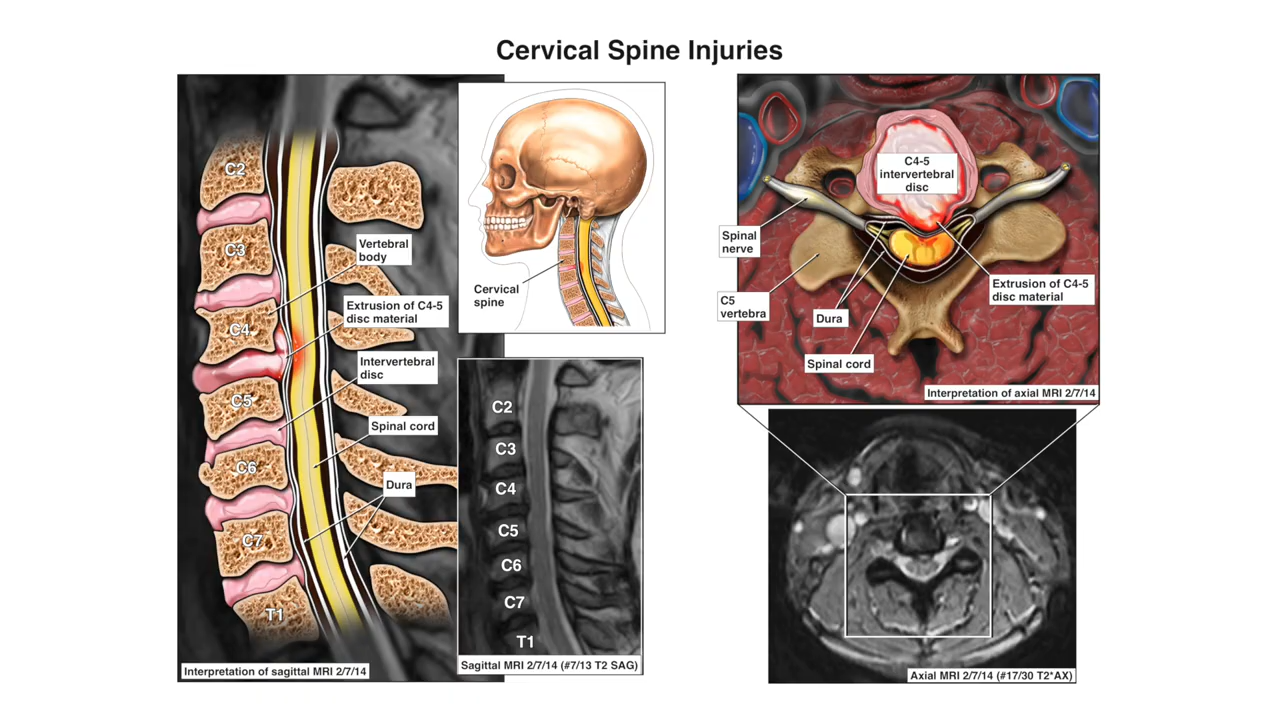 Cervical Spine Injuries
C2
C3
C4
C5
C6
C7
T1
Vertebral
body
Extrusion of C4-5
disc material
Intervertebral
disc
Spinal cord
Dura
Interpretation of sagittal MRI 2/7/14
Cervical
spine
C2
C3
C4
C5
C6
C7
T1
Sagittal MRI 2/7/14 (#7/13 T2 SAG)
C4-5
intervertebral
disc
Spinal
nerve
C5
vertebra
Dura
Spinal cord
Extrusion of C4-5
disc material
Interpretation of axial MRI 2/7/14
Axial MRI 2/7/14 (#17/30 T2*AX)